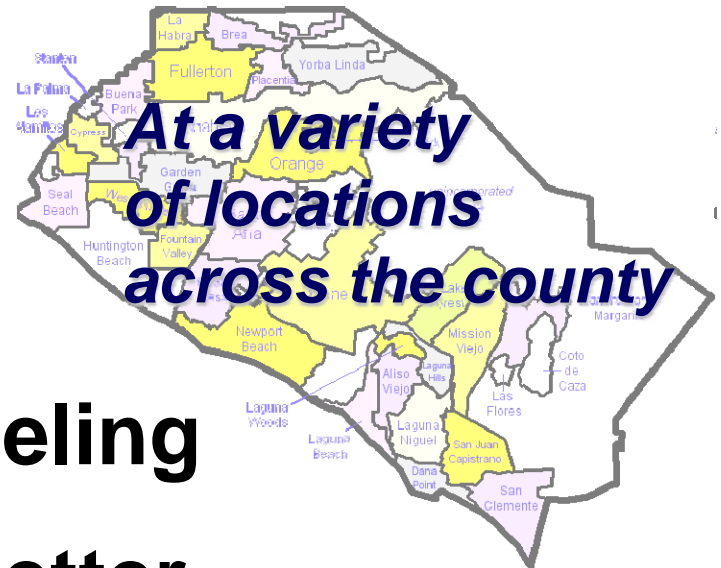 La
Habra
Brea
Stanton
Fullerton
Yorba Linda
Placentia
La Palma
Buena
Park
Los
Alamitos
Cypress
At a variety
Orange
Garden
of locations
Seal
Beach
unincorporated
Ana
Huntington
Beach
Fountain
Valley
across the county
Newport
Beach
Mission
Viejo
Margarita
Laguna
Hills
Coto
de
Caza
Aliso
Viejo
Las
Flores
Laguna
Woods
eling
Laguna
Niguel
Laguna
Beach
San Juan
Capistrano
Dana
Point
San
Clemente
etter